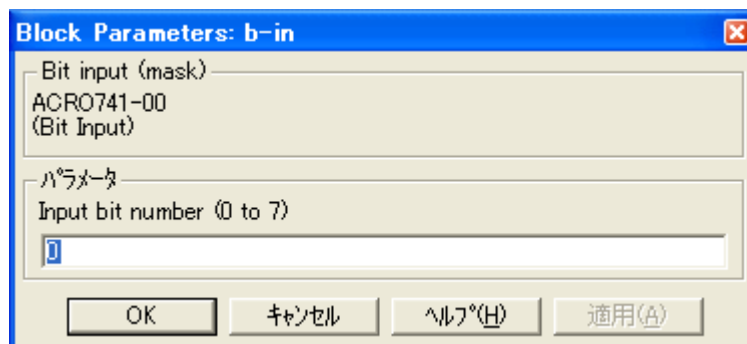 Block Parameters: b-in
Bit input (mask)
ACRO741-00
(Bit Input)
パラメータ
Input bit number (0 to 7)
0
OK キャンセル ヘルプ(H) 適用(A)